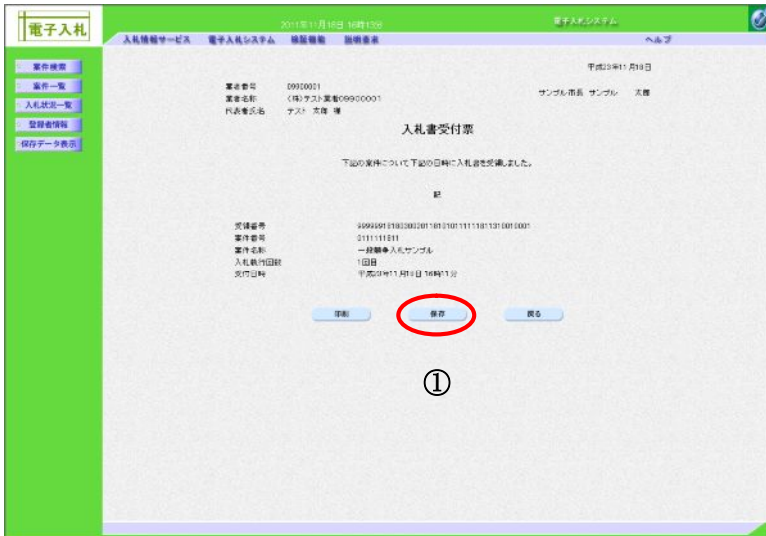 電子入札
2011年11月18日 16時13分
電子入札システム
入札情報サービス 電子入札システム 検証機能 説明要求 ヘルプ
案件検索
案件一覧
入札状況一覧
登録者情報
保存データ表示
平成23年11月18日
業者番号 09900001
業者名称 (株)テスト業者09900001
代表者氏名 テスト 太郎 様
サンプル市長 サンプル 太郎
入札書受付票
下記の案件について下記の日時に入札書を受領しました。
記
受領番号
案件番号 0111111811
案件名称 一般競争入札サンプル
入札執行回数 1回目
受付日時 平成23年11月18日 16時11分
印刷 保存 戻る
①